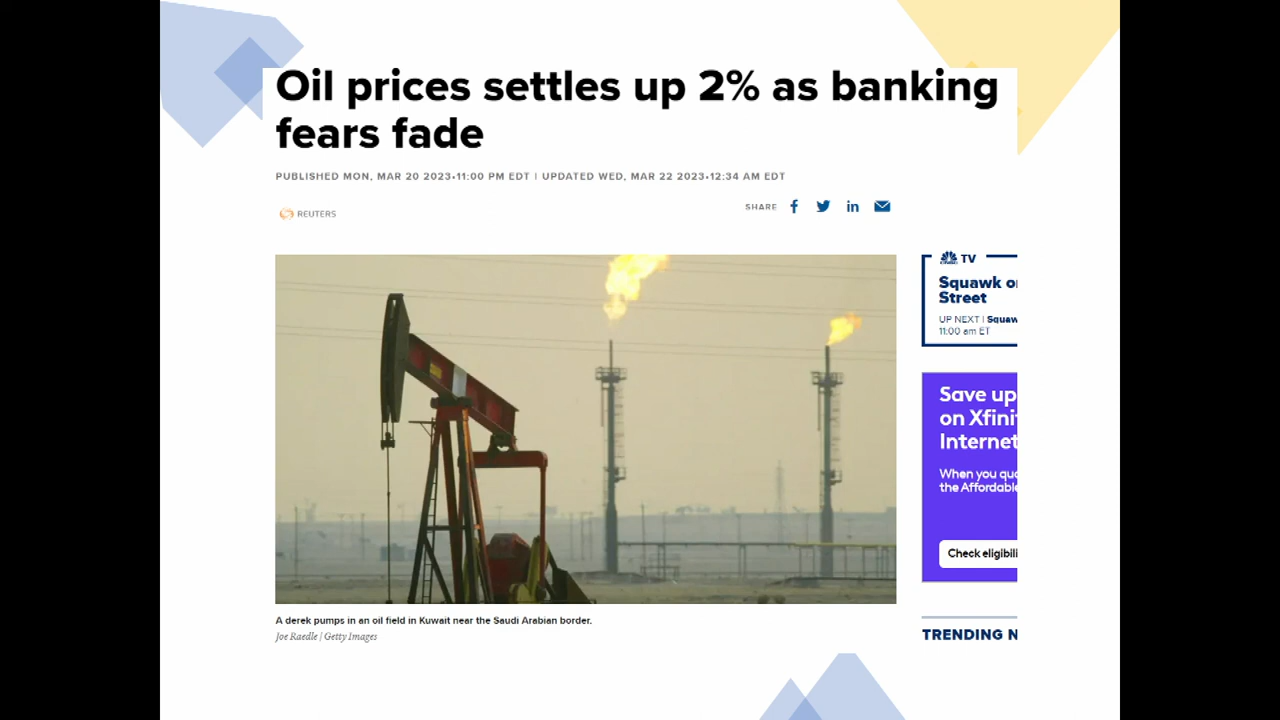 Oil prices settles up 2% as banking
fears fade
PUBLISHED MON, MAR 20 2023•11:00 PM EDT | UPDATED WED, MAR 22 2023•12:34 AM EDT
REUTERS
SHARE
TV
Squawk o
Street
UP NEXT | Squaw
11:00 am ET
Save up
on Xfini
Internet
When you qua
the Affordable
Check eligibili
A derek pumps in an oil field in Kuwait near the Saudi Arabian border.
Joe Raedle | Getty Images
TRENDING N